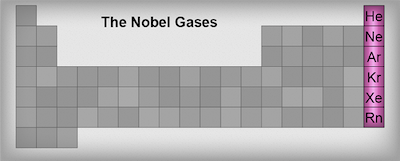 The Nobel Gases
He
Ne
Ar
Kr
Xe
Rn